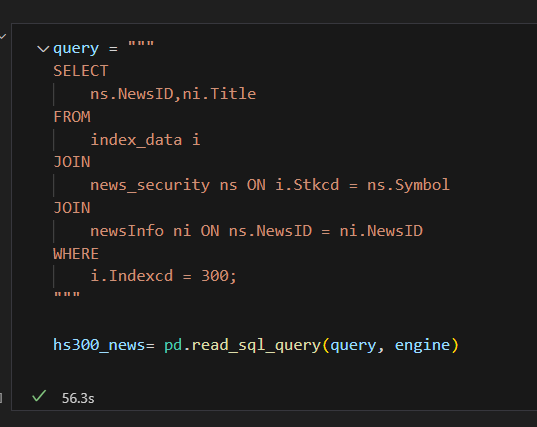 query = """
SELECT
ns.NewsID,ni.Title
FROM
index_data i
JOIN
news_security ns ON i.Stkcd = ns.Symbol
JOIN
newsInfo ni ON ns.NewsID = ni.NewsID
WHERE
i.Indexcd = 300;
"""
hs300_news= pd.read_sql_query(query, engine)
56.3s